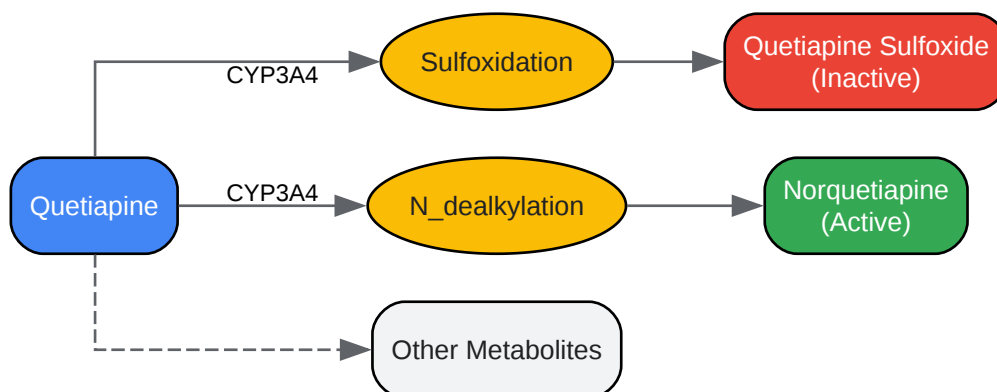 Sulfoxidation
Quetiapine Sulfoxide
(Inactive)
CYP3A4
Quetiapine
CYP3A4
N_dealkylation
Norquetiapine
(Active)
Other Metabolites